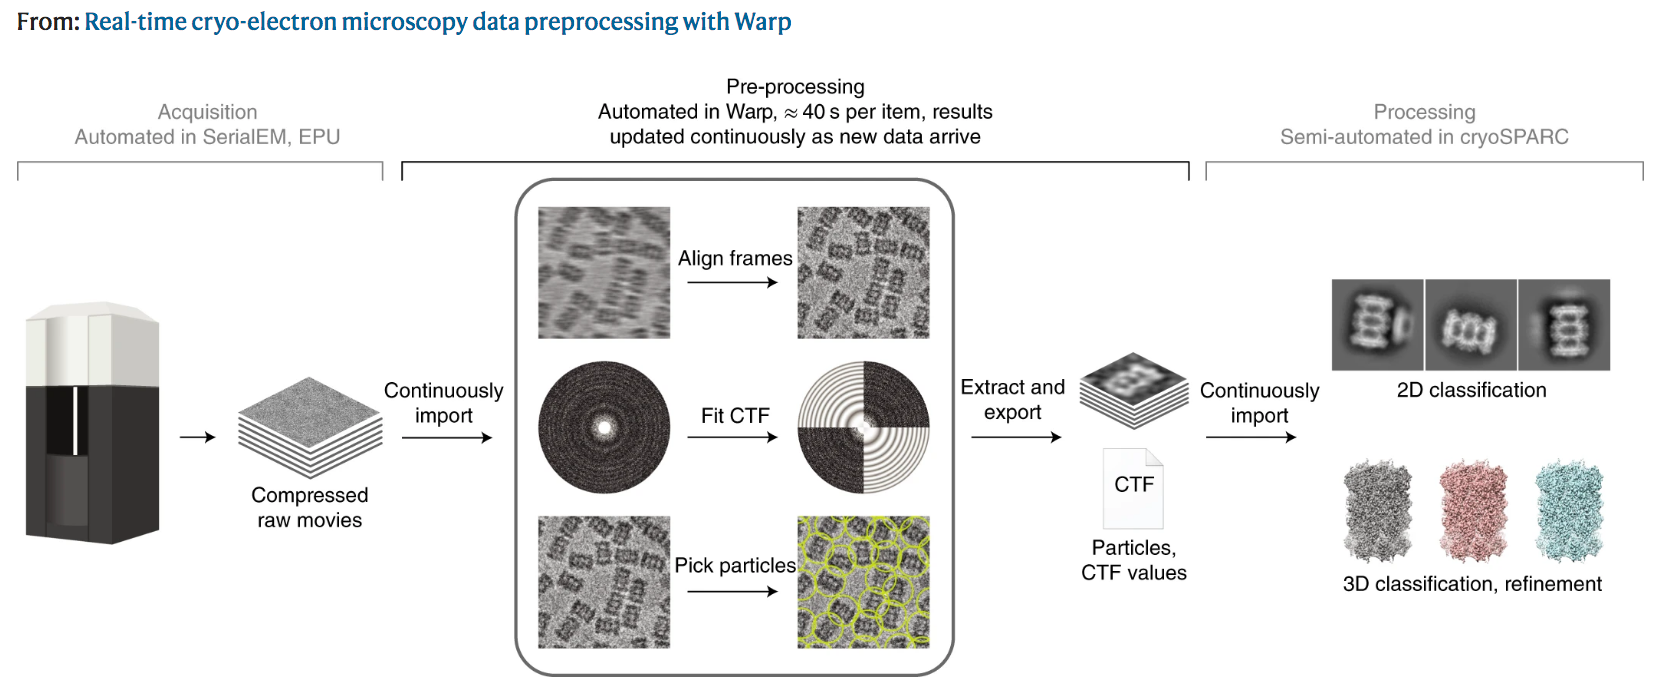 From: Real-time cryo-electron microscopy data preprocessing with Warp
Acquisition
Automated in SerialEM, EPU
Pre-processing
Automated in Warp, ≈ 40 s per item, results
updated continuously as new data arrive
Processing
Semi-automated in cryoSPARC
Compressed
raw movies
Continuously
import
Align frames
Fit CTF
Pick particles
Extract and
export
CTF
Particles,
CTF values
Continuously
import
2D classification
3D classification, refinement